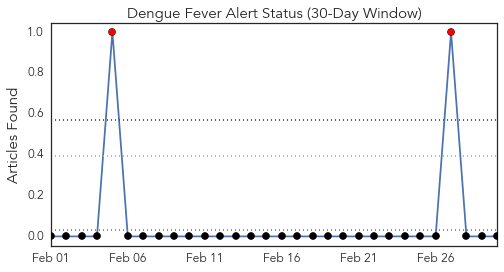 Dengue Fever Alert Status (30-Day Window)
Articles Found
1.0
0.8
0.6
0.4
0.2
0.0
Feb 01 Feb 06 Feb 11 Feb 16 Feb 21 Feb 26